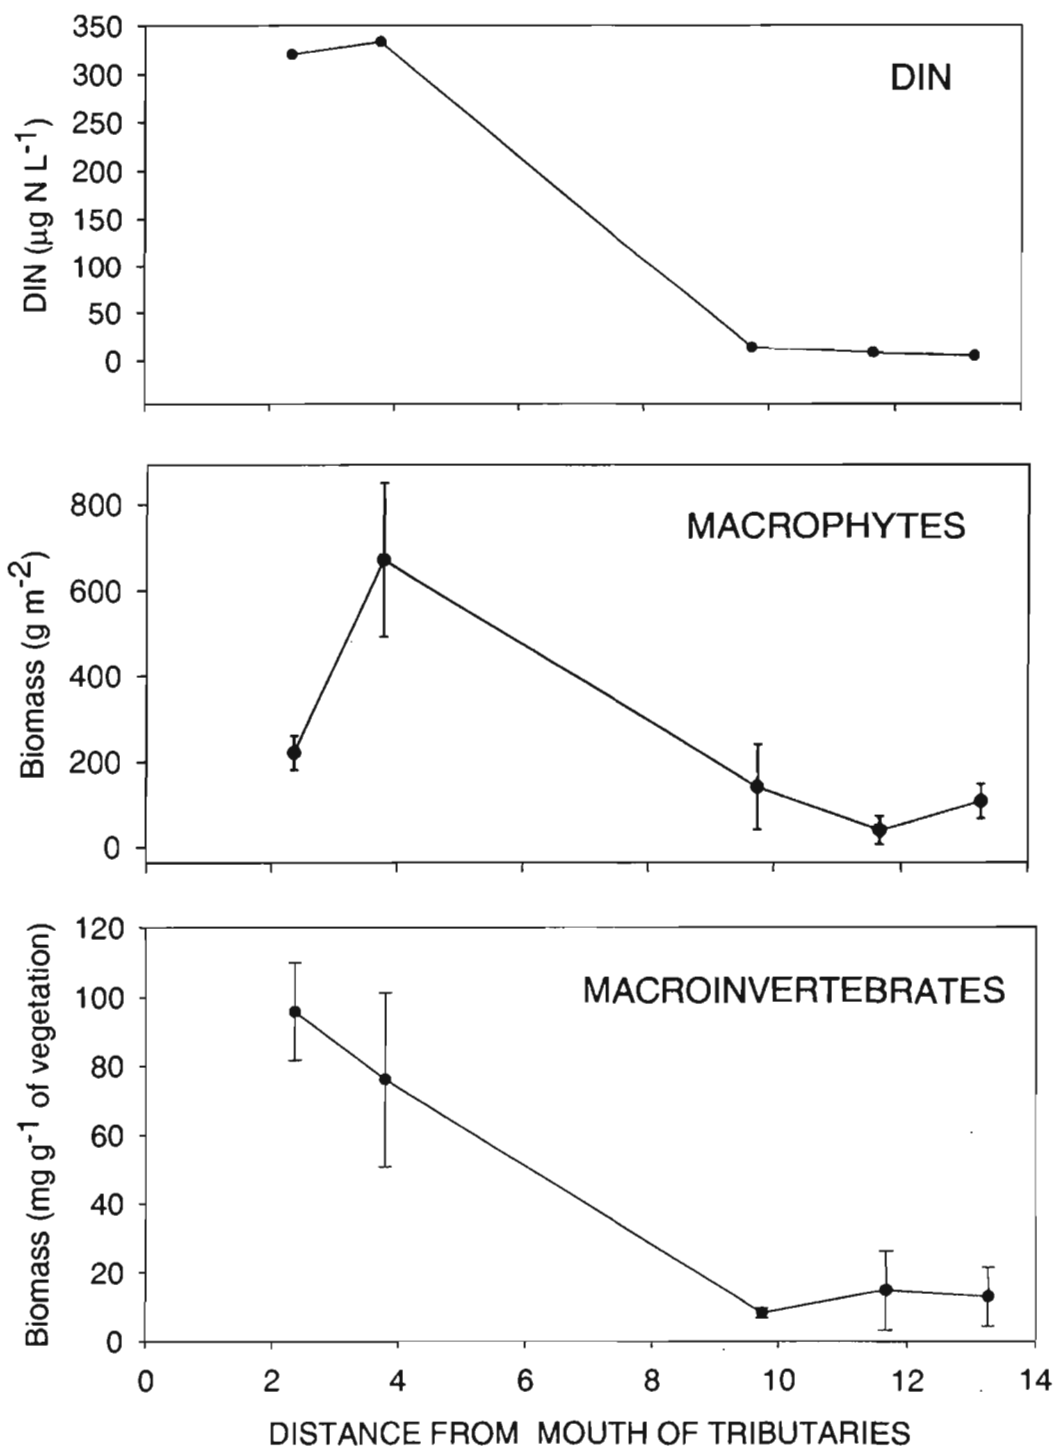 350
300
250
200
150
100
50
0
DIN (µg N L⁻¹)
DIN
800
600
400
200
0
Biomass (g m⁻²)
MACROPHYTES
120
100
80
60
40
20
0
Biomass (mg g⁻¹ of vegetation)
MACROINVERTEBRATES
0 2 4 6 8 10 12 14
DISTANCE FROM MOUTH OF TRIBUTARIES